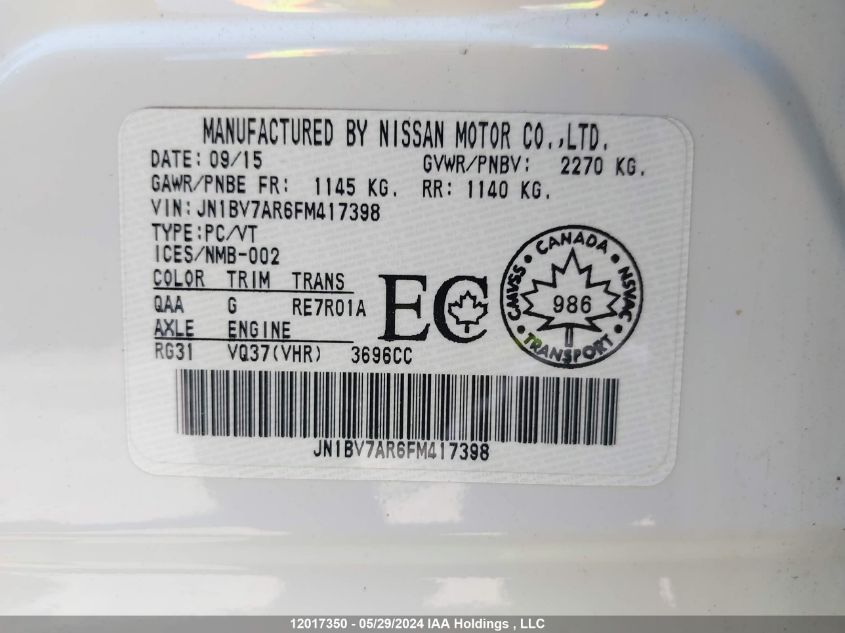 MANUFACTURED BY NISSAN MOTOR CO.,LTD.
DATE: 09/15 GVWR/PNBV: 2270 KG.
GAWR/PNBE FR: 1145 KG. RR: 1140 KG.
VIN: JN1BV7AR6FM417398
TYPE:PC/VT
ICES/NMB-002
COLOR TRIM TRANS
QAA G RE7R01A
AXLE ENGINE
RG31 VQ37(VHR) 3696CC
EC
CANADA
CMVSS
NSVAC
986
TRANSPORT
JN1BV7AR6FM417398
12017350 - 05/29/2024 IAA Holdings , LLC